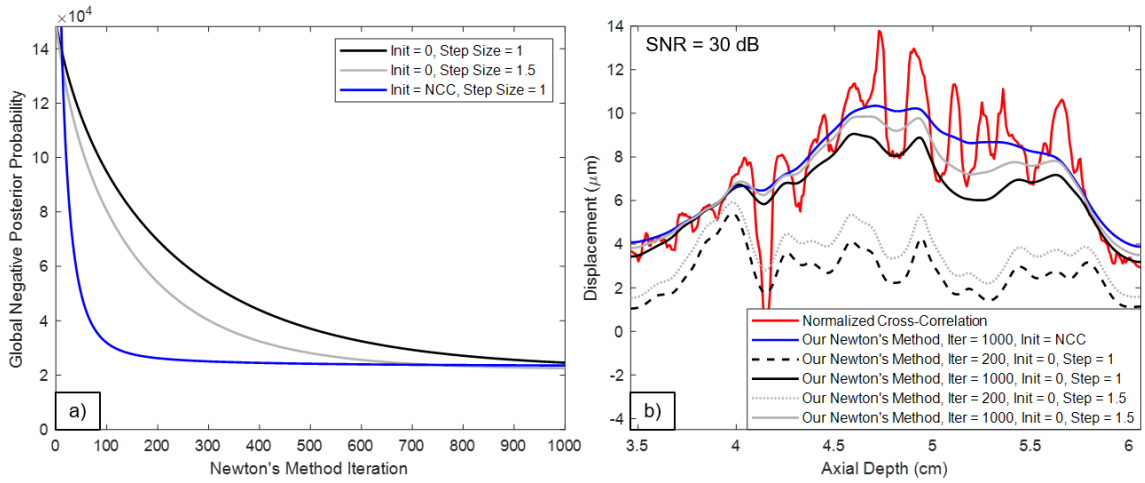 ×10^4
14
12
10
8
6
4
2
0
Global Negative Posterior Probability
Init = 0, Step Size = 1
Init = 0, Step Size = 1.5
Init = NCC, Step Size = 1
a)
0 100 200 300 400 500 600 700 800 900 1000
Newton's Method Iteration
14
12
10
8
6
4
2
0
-2
-4
Displacement (μm)
SNR = 30 dB
Normalized Cross-Correlation
Our Newton's Method, Iter = 1000, Init = NCC
Our Newton's Method, Iter = 200, Init = 0, Step = 1
Our Newton's Method, Iter = 1000, Init = 0, Step = 1
Our Newton's Method, Iter = 200, Init = 0, Step = 1.5
Our Newton's Method, Iter = 1000, Init = 0, Step = 1.5
b)
3.5 4 4.5 5 5.5 6
Axial Depth (cm)